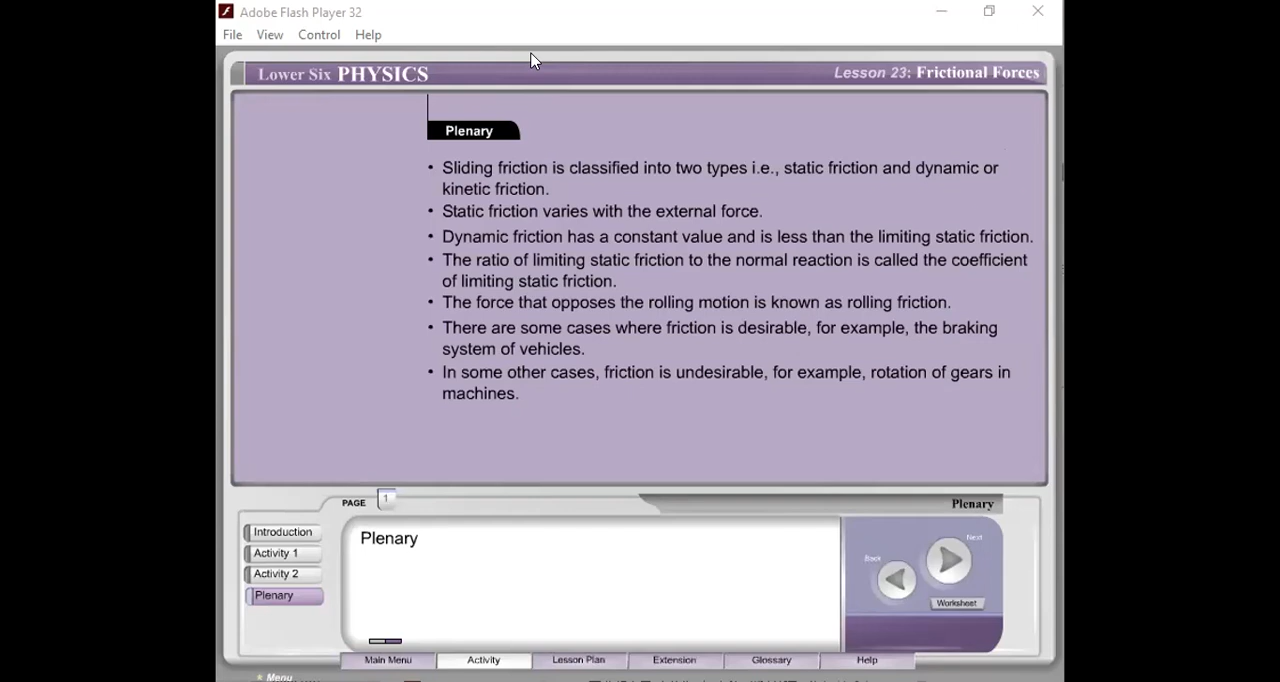 Adobe Flash Player 32
File View Control Help
Lower Six PHYSICS
Lesson 23: Frictional Forces
Plenary
• Sliding friction is classified into two types i.e., static friction and dynamic or
kinetic friction.
• Static friction varies with the external force.
• Dynamic friction has a constant value and is less than the limiting static friction.
• The ratio of limiting static friction to the normal reaction is called the coefficient
of limiting static friction.
• The force that opposes the rolling motion is known as rolling friction.
• There are some cases where friction is desirable, for example, the braking
system of vehicles.
• In some other cases, friction is undesirable, for example, rotation of gears in
machines.
PAGE 1
Plenary
Introduction
Activity 1
Activity 2
Plenary
Plenary
Back
Next
Worksheet
Main Menu Activity Lesson Plan Extension Glossary Help
Menu